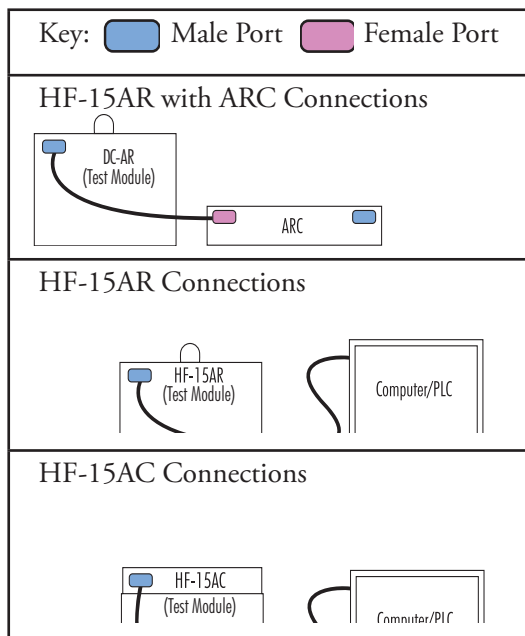 Key: Male Port Female Port
HF-15AR with ARC Connections
DC-AR
(Test Module)
ARC
HF-15AR Connections
HF-15AR
(Test Module)
Computer/PLC
HF-15AC Connections
HF-15AC
(Test Module)
Computer/PLC